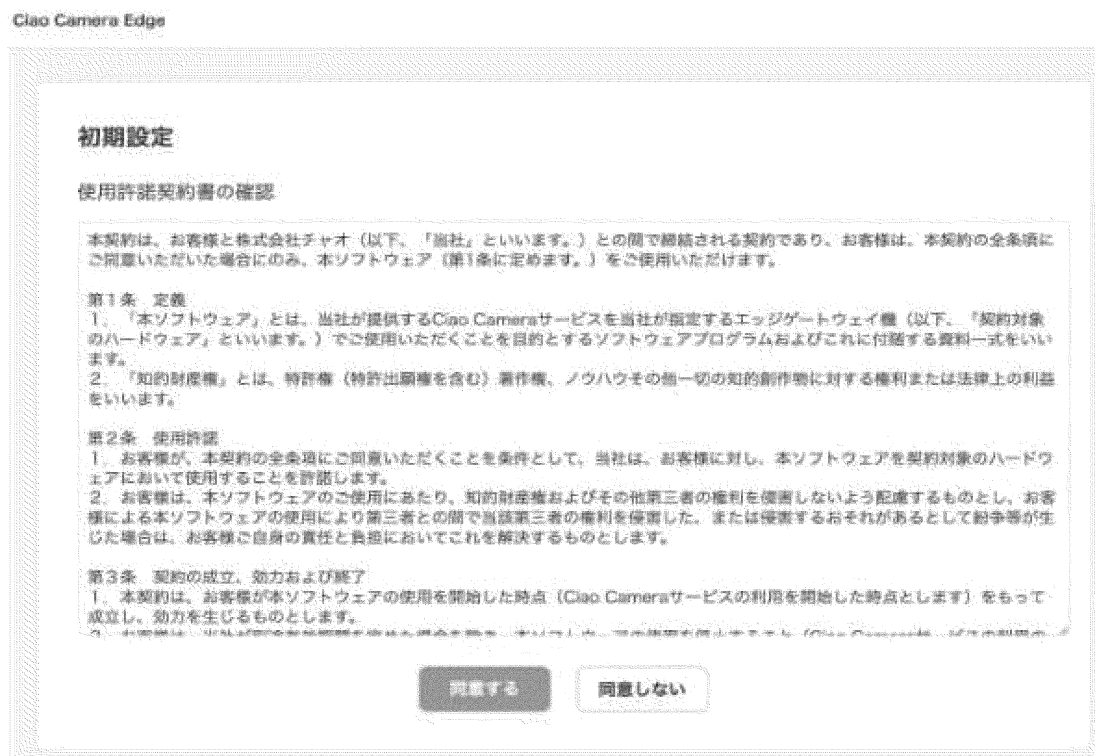 Ciao Camera Edge
初期設定
使用許諾契約書の確認
本契約は、お客様と株式会社チャオ（以下、「当社」といいます。）との間で締結される契約であり、お客様は、本契約の全条項に
ご同意いただいた場合にのみ、本ソフトウェア（第1条に定めます。）をご使用いただけます。
第1条　定義
1．「本ソフトウェア」とは、当社が提供するCiao Cameraサービスを当社が指定するエッジゲートウェイ機（以下、「契約対象
のハードウェア」といいます。）でご使用いただくことを目的とするソフトウェアプログラムおよびこれに付随する資料一式をいい
ます。
2．「知的財産権」とは、特許権（特許出願権を含む）著作権、ノウハウその他一切の知的創作物に対する権利または法律上の利益
をいいます。
第2条　使用許諾
1．お客様が、本契約の全条項にご同意いただくことを条件として、当社は、お客様に対し、本ソフトウェアを契約対象のハードウ
ェアにおいて使用することを許諾します。
2．お客様は、本ソフトウェアのご使用にあたり、知的財産権およびその他第三者の権利を侵害しないよう配慮するものとし、お客
様による本ソフトウェアの使用により第三者との間で当該第三者の権利を侵害した、または侵害するおそれがあるとして紛争等が生
じた場合は、お客様ご自身の責任と負担においてこれを解決するものとします。
第3条　契約の成立、効力および終了
1．本契約は、お客様が本ソフトウェアの使用を開始した時点（Ciao Cameraサービスの利用を開始した時点とします）をもって
成立し、効力を生じるものとします。
同意する
同意しない